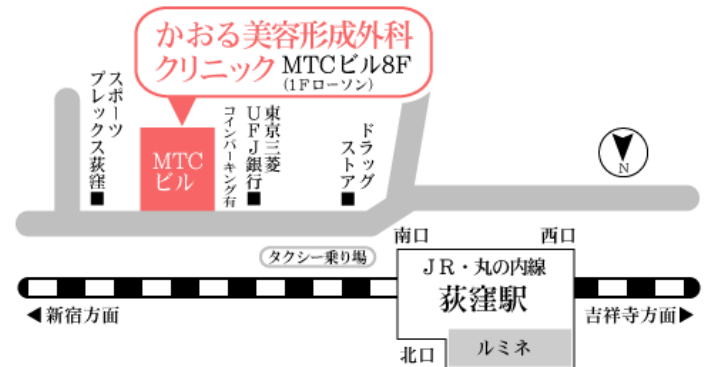 かおる美容形成外科
クリニック MTCビル8F
(1Fローソン)
スポーツ
プレックス荻窪
MTC
ビル
コインパーキング有
東京三菱
UFJ銀行
ドラッグ
ストア
N
タクシー乗り場
南口
西口
JR・丸の内線
荻窪駅
新宿方面
吉祥寺方面
北口
ルミネ